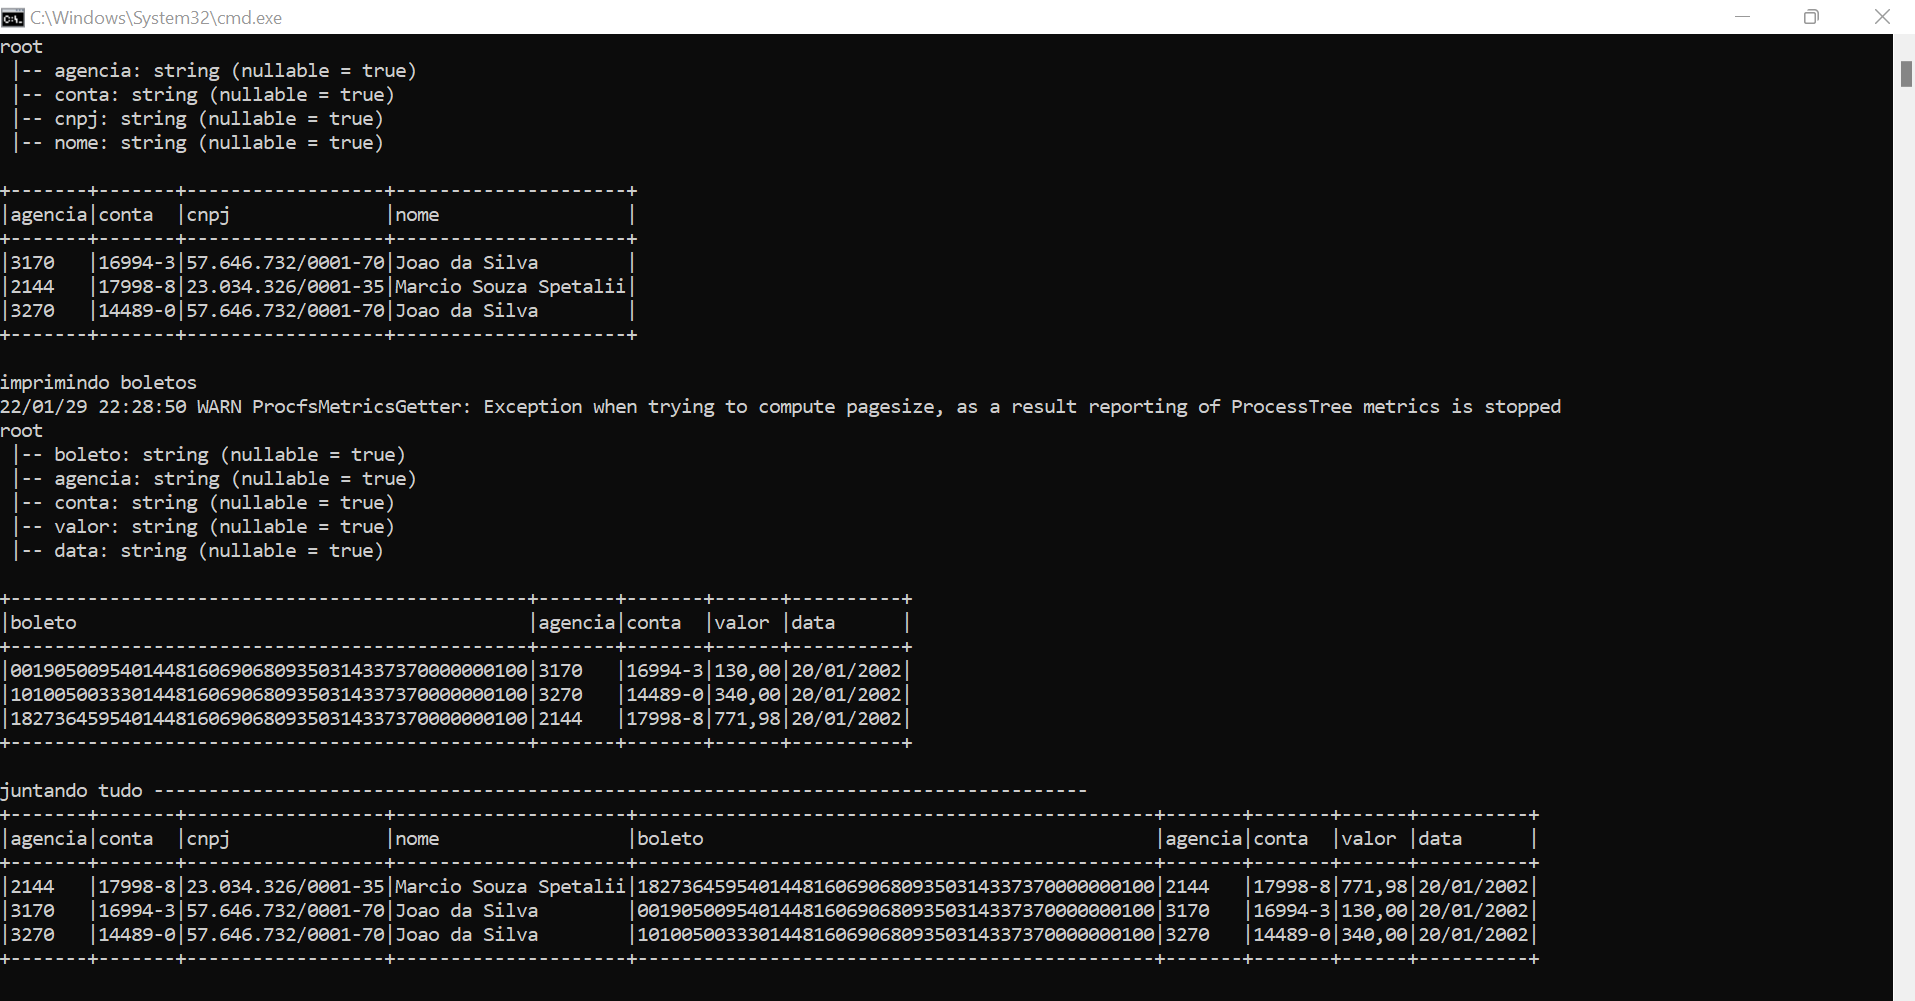 C:\Windows\System32\cmd.exe
root
 |-- agencia: string (nullable = true)
 |-- conta: string (nullable = true)
 |-- cnpj: string (nullable = true)
 |-- nome: string (nullable = true)
+-------+-------+------------------+---------------------+
|agencia|conta  |cnpj              |nome                 |
+-------+-------+------------------+---------------------+
|3170   |16994-3|57.646.732/0001-70|Joao da Silva        |
|2144   |17998-8|23.034.326/0001-35|Marcio Souza Spetalii|
|3270   |14489-0|57.646.732/0001-70|Joao da Silva        |
+-------+-------+------------------+---------------------+
imprimindo boletos
22/01/29 22:28:50 WARN ProcfsMetricsGetter: Exception when trying to compute pagesize, as a result reporting of ProcessTree metrics is stopped
root
 |-- boleto: string (nullable = true)
 |-- agencia: string (nullable = true)
 |-- conta: string (nullable = true)
 |-- valor: string (nullable = true)
 |-- data: string (nullable = true)
+-----------------------------------------------+-------+-------+------+----------+
|boleto                                         |agencia|conta  |valor |data      |
+-----------------------------------------------+-------+-------+------+----------+
|00190500954014481606906809350314337370000000100|3170   |16994-3|130,00|20/01/2002|
|10100500333014481606906809350314337370000000100|3270   |14489-0|340,00|20/01/2002|
|18273645954014481606906809350314337370000000100|2144   |17998-8|771,98|20/01/2002|
+-----------------------------------------------+-------+-------+------+----------+
juntando tudo -------------------------------------------------------------------------------------
+-------+-------+------------------+---------------------+-----------------------------------------------+-------+-------+------+----------+
|agencia|conta  |cnpj              |nome                 |boleto                                         |agencia|conta  |valor |data      |
+-------+-------+------------------+---------------------+-----------------------------------------------+-------+-------+------+----------+
|2144   |17998-8|23.034.326/0001-35|Marcio Souza Spetalii|18273645954014481606906809350314337370000000100|2144   |17998-8|771,98|20/01/2002|
|3170   |16994-3|57.646.732/0001-70|Joao da Silva        |00190500954014481606906809350314337370000000100|3170   |16994-3|130,00|20/01/2002|
|3270   |14489-0|57.646.732/0001-70|Joao da Silva        |10100500333014481606906809350314337370000000100|3270   |14489-0|340,00|20/01/2002|
+-------+-------+------------------+---------------------+-----------------------------------------------+-------+-------+------+----------+